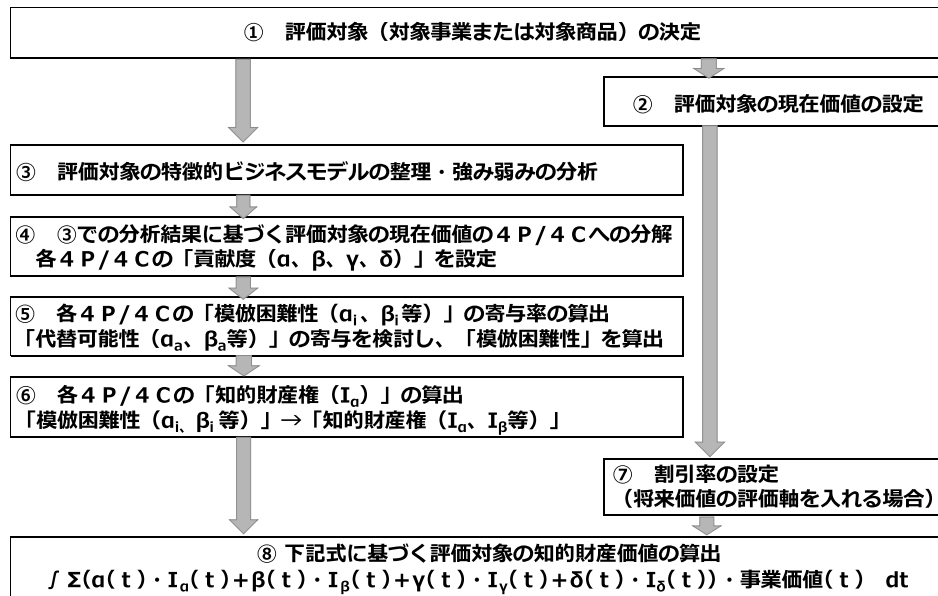 ① 評価対象（対象事業または対象商品）の決定
② 評価対象の現在価値の設定
③ 評価対象の特徴的ビジネスモデルの整理・強み弱みの分析
④ ③での分析結果に基づく評価対象の現在価値の４Ｐ/４Ｃへの分解
各４Ｐ/４Ｃの「貢献度（α、β、γ、δ）」を設定
⑤ 各４Ｐ/４Ｃの「模倣困難性（αi、βi等）」の寄与率の算出
「代替可能性（αa、βa等）」の寄与を検討し、「模倣困難性」を算出
⑥ 各４Ｐ/４Ｃの「知的財産権（Iα）」の算出
「模倣困難性（αi、βi等）」→「知的財産権（Iα、Iβ等）」
⑦ 割引率の設定
（将来価値の評価軸を入れる場合）
⑧ 下記式に基づく評価対象の知的財産価値の算出
∫ Σ(α(ｔ)・Iα(ｔ)+β(ｔ)・Iβ(ｔ)+γ(ｔ)・Iγ(ｔ)+δ(ｔ)・Iδ(ｔ))・事業価値(ｔ) dt